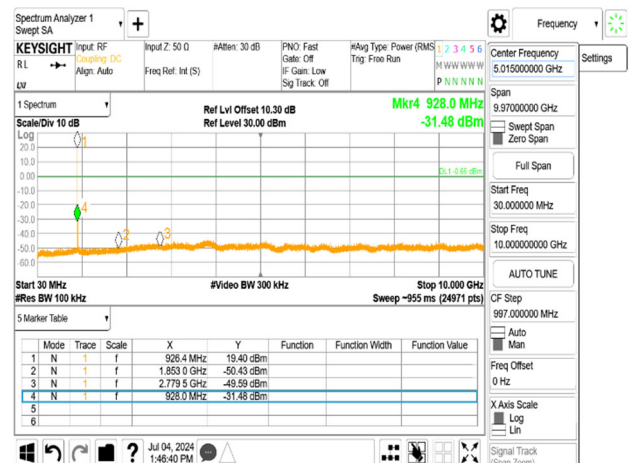 Spectrum Analyzer 1
Swept SA
Frequency
KEYSIGHT
RL
LXI
Input: RF
Coupling: DC
Align: Auto
Input Z: 50 Ω
Freq Ref: Int (S)
#Atten: 30 dB
PNO: Fast
Gate: Off
IF Gain: Low
Sig Track: Off
#Avg Type: Power (RMS
Trig: Free Run
1 2 3 4 5 6
M W W W W W
P N N N N N
Center Frequency
5.015000000 GHz
Settings
Span
9.97000000 GHz
Swept Span
Zero Span
Full Span
Start Freq
30.000000 MHz
Stop Freq
10.000000000 GHz
AUTO TUNE
CF Step
997.000000 MHz
Auto
Man
Freq Offset
0 Hz
X Axis Scale
Log
Lin
Signal Track
(Span Zoom)
1 Spectrum
Scale/Div 10 dB
Ref Lvl Offset 10.30 dB
Ref Level 30.00 dBm
Mkr4 928.0 MHz
-31.48 dBm
Log
20.0
10.0
0.00
-10.0
-20.0
-30.0
-40.0
-50.0
-60.0
1
4
2
3
DL1 -0.66 dBm
Start 30 MHz
#Res BW 100 kHz
#Video BW 300 kHz
Stop 10.000 GHz
Sweep ~955 ms (24971 pts)
5 Marker Table
Mode Trace Scale X Y Function Function Width Function Value
1 N 1 f 926.4 MHz 19.40 dBm
2 N 1 f 1.853 0 GHz -50.43 dBm
3 N 1 f 2.779 5 GHz -49.59 dBm
4 N 1 f 928.0 MHz -31.48 dBm
5
6
?
Jul 04, 2024
1:46:40 PM